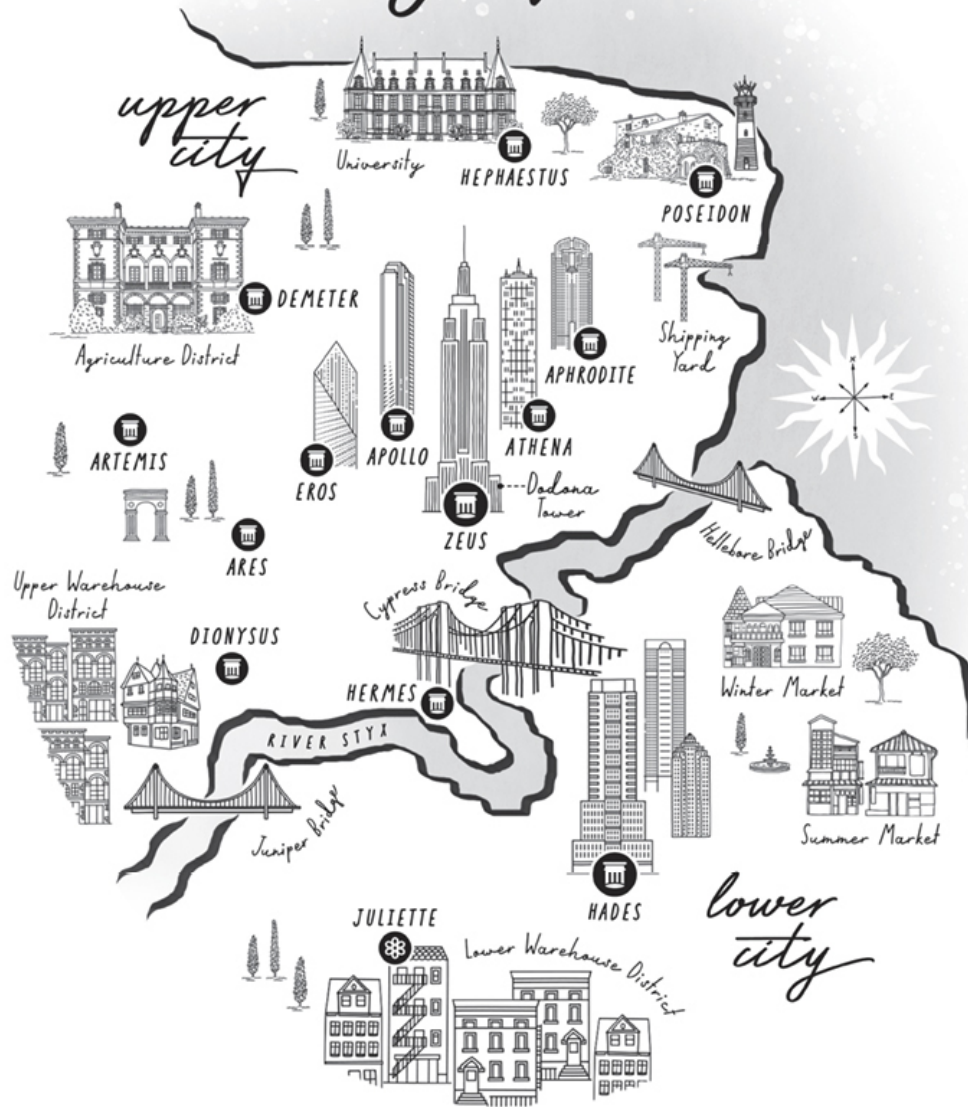 upper
city
University
HEPHAESTUS
POSEIDON
DEMETER
Agriculture District
Shipping
Yard
APHRODITE
N
W
E
S
ARTEMIS
EROS
APOLLO
ATHENA
Dodona
Tower
ZEUS
Hellebore Bridge
ARES
Upper Warehouse
District
Cypress Bridge
DIONYSUS
HERMES
Winter Market
RIVER STYX
Juniper Bridge
Summer Market
HADES
lower
city
JULIETTE
Lower Warehouse District